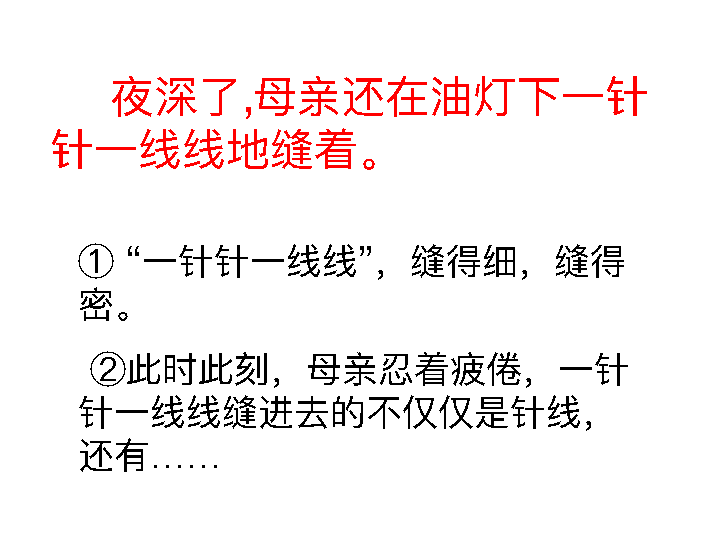 夜深了,母亲还在油灯下一针
针一线线地缝着。
① “一针针一线线”，缝得细，缝得
密。
②此时此刻，母亲忍着疲倦，一针
针一线线缝进去的不仅仅是针线，
还有……